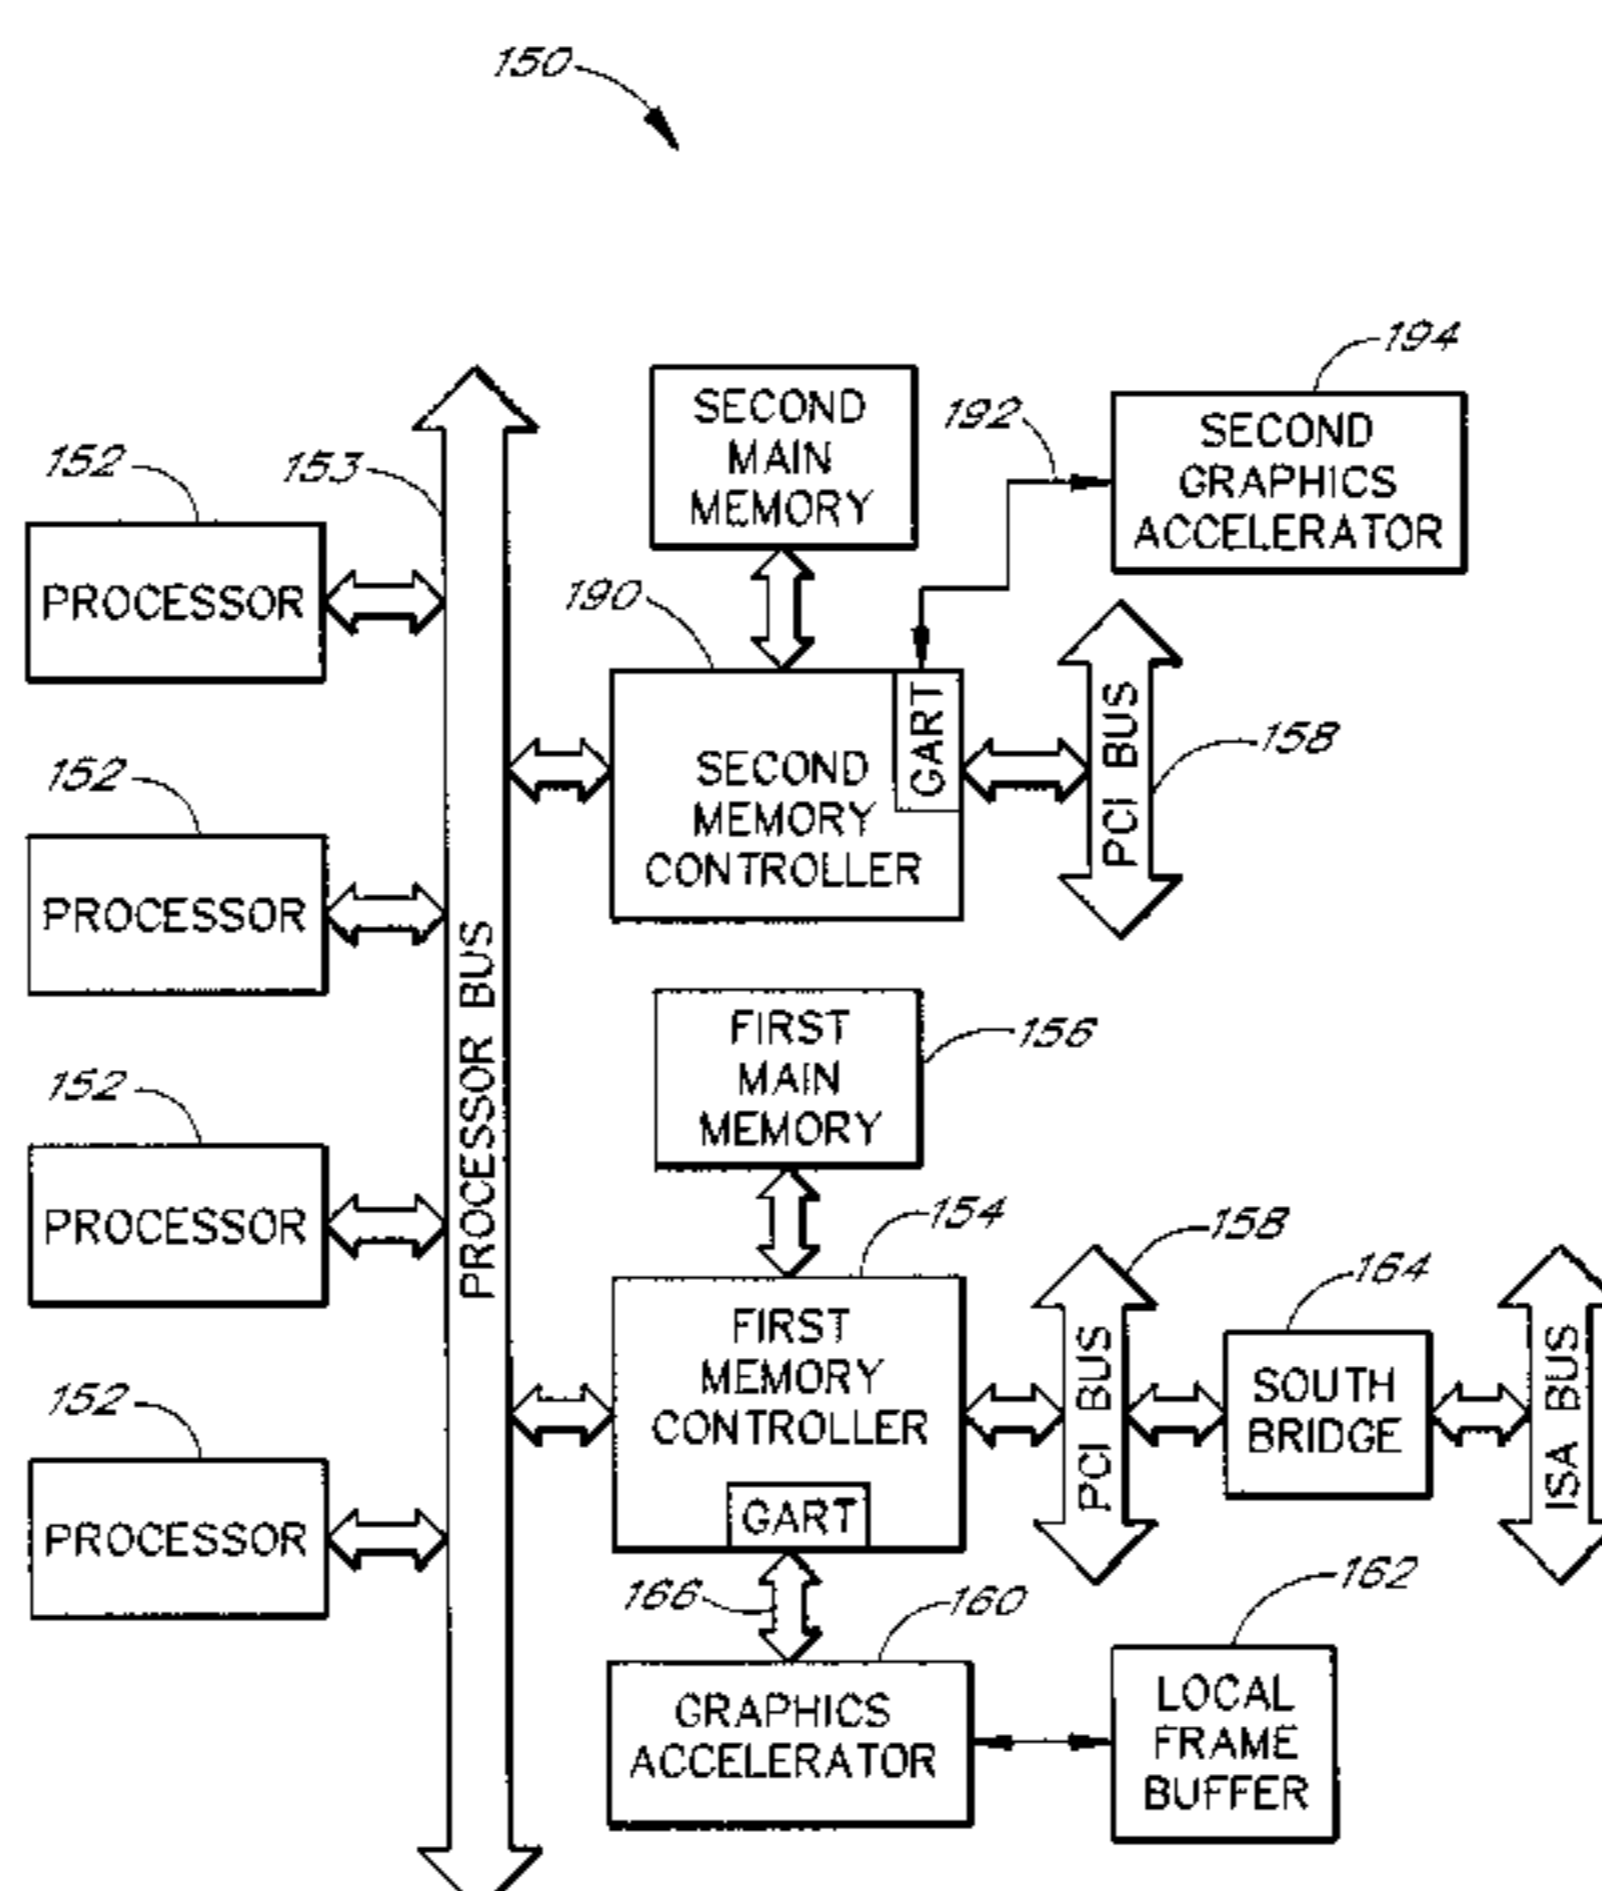 150
194
SECOND
MAIN
MEMORY
192
SECOND
GRAPHICS
ACCELERATOR
152
153
PROCESSOR
190
GART
PCI BUS
158
SECOND
MEMORY
CONTROLLER
152
PROCESSOR
PROCESSOR BUS
FIRST
MAIN
MEMORY
156
152
PROCESSOR
154
158
164
FIRST
MEMORY
CONTROLLER
GART
PCI BUS
SOUTH
BRIDGE
ISA BUS
152
PROCESSOR
166
160
162
GRAPHICS
ACCELERATOR
LOCAL
FRAME
BUFFER